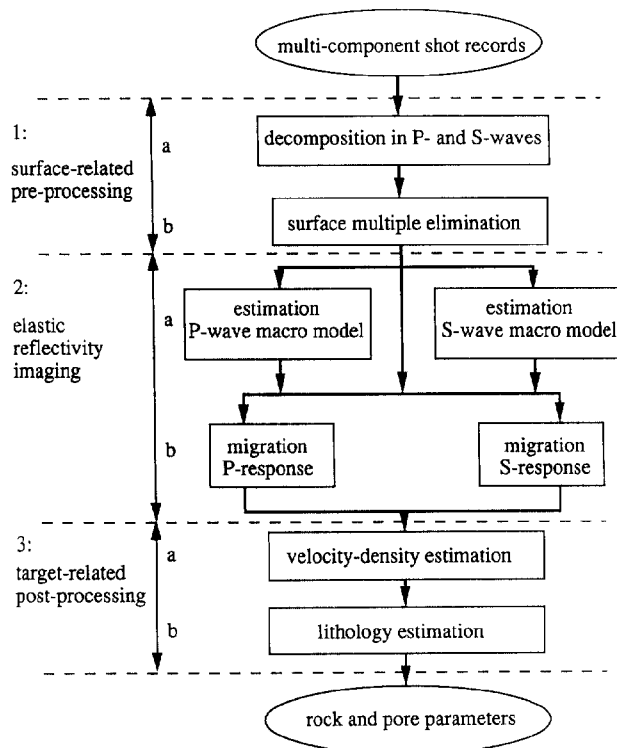 multi-component shot records
1:
surface-related
pre-processing
a
b
decomposition in P- and S-waves
surface multiple elimination
2:
elastic
reflectivity
imaging
a
b
estimation
P-wave macro model
estimation
S-wave macro model
migration
P-response
migration
S-response
3:
target-related
post-processing
a
b
velocity-density estimation
lithology estimation
rock and pore parameters